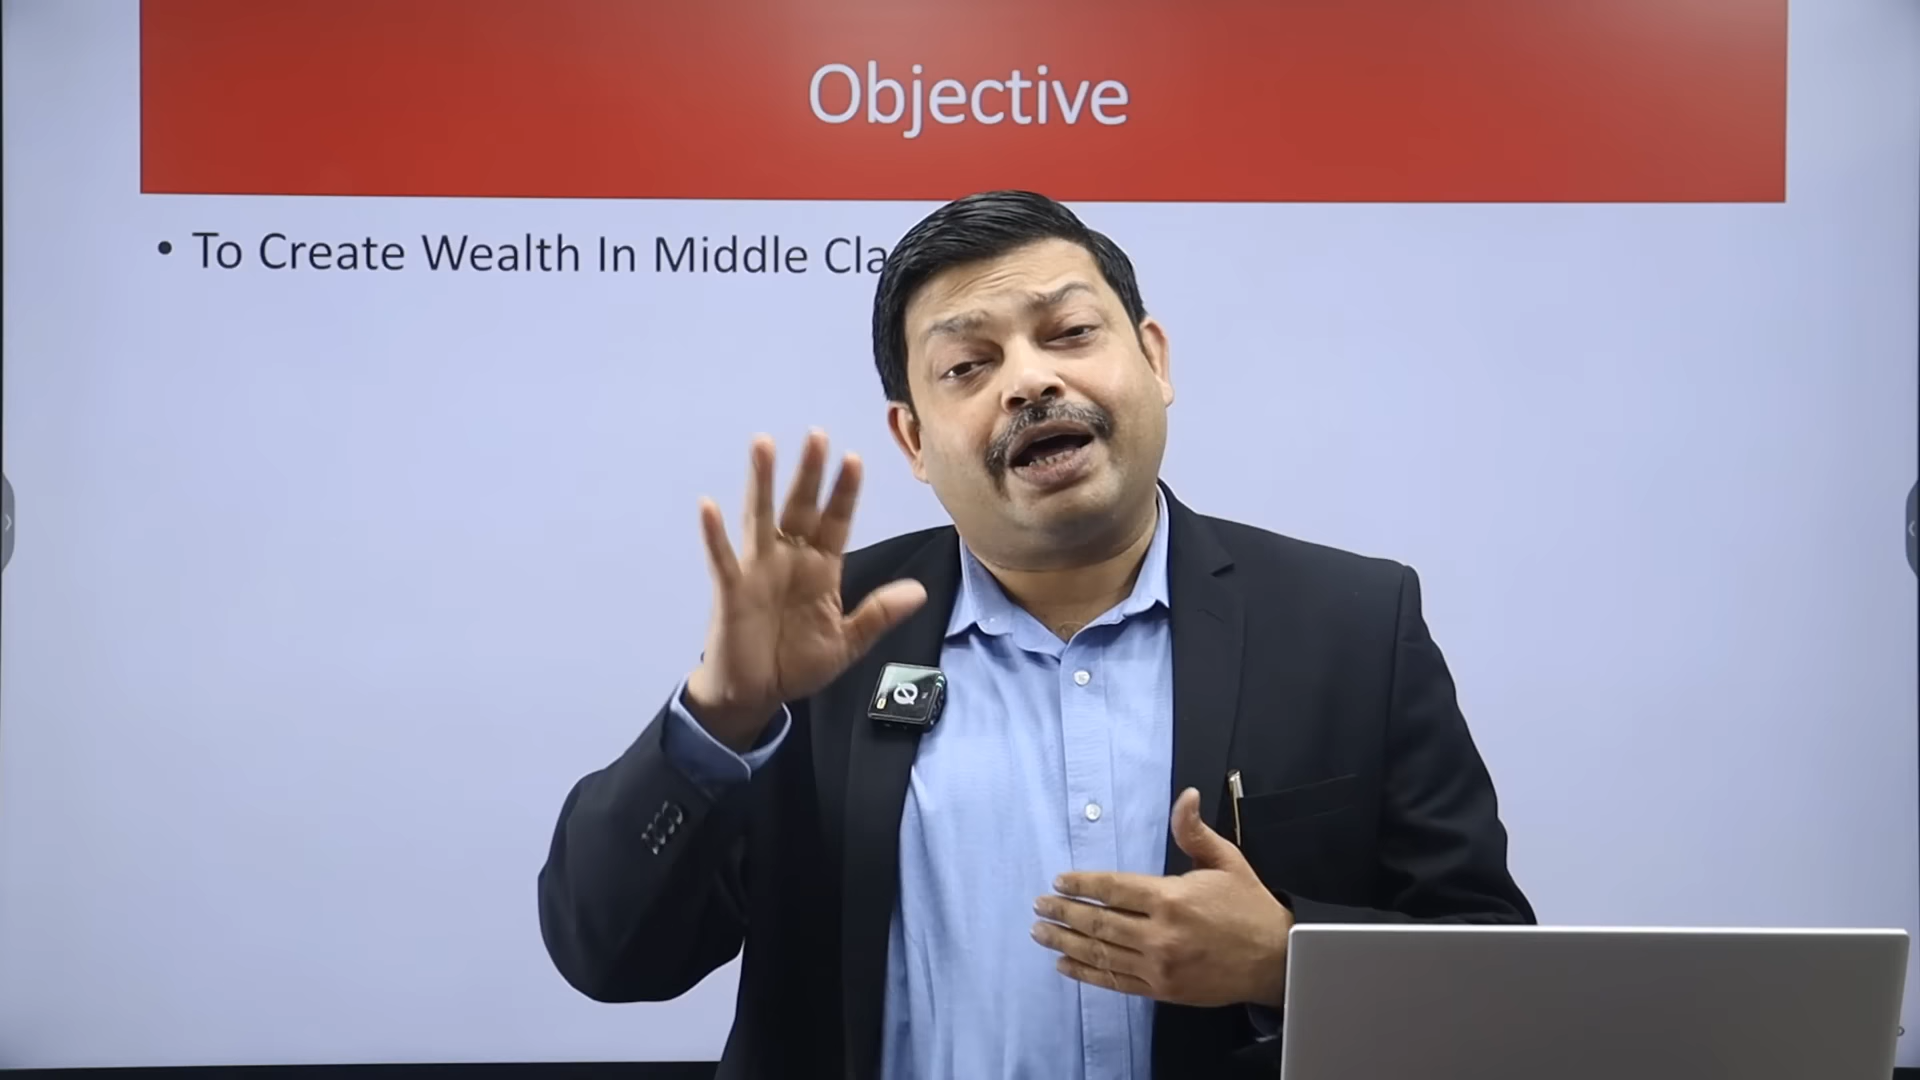 Objective
• To Create Wealth In Middle Cla